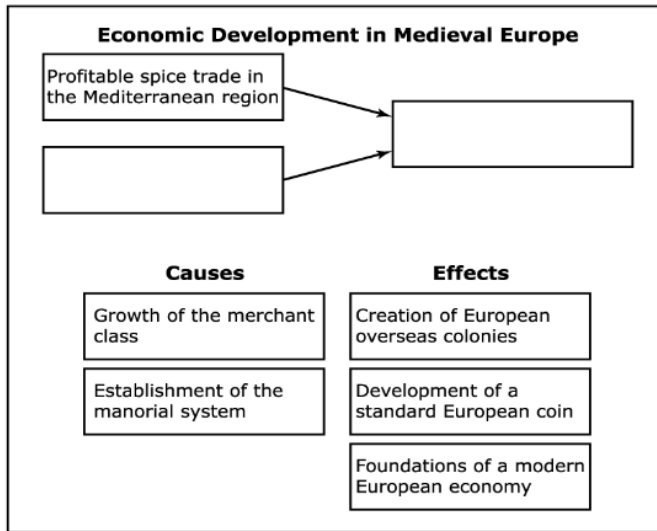 Economic Development in Medieval Europe
Profitable spice trade in
the Mediterranean region
Causes
Growth of the merchant
class
Establishment of the
manorial system
Effects
Creation of European
overseas colonies
Development of a
standard European coin
Foundations of a modern
European economy